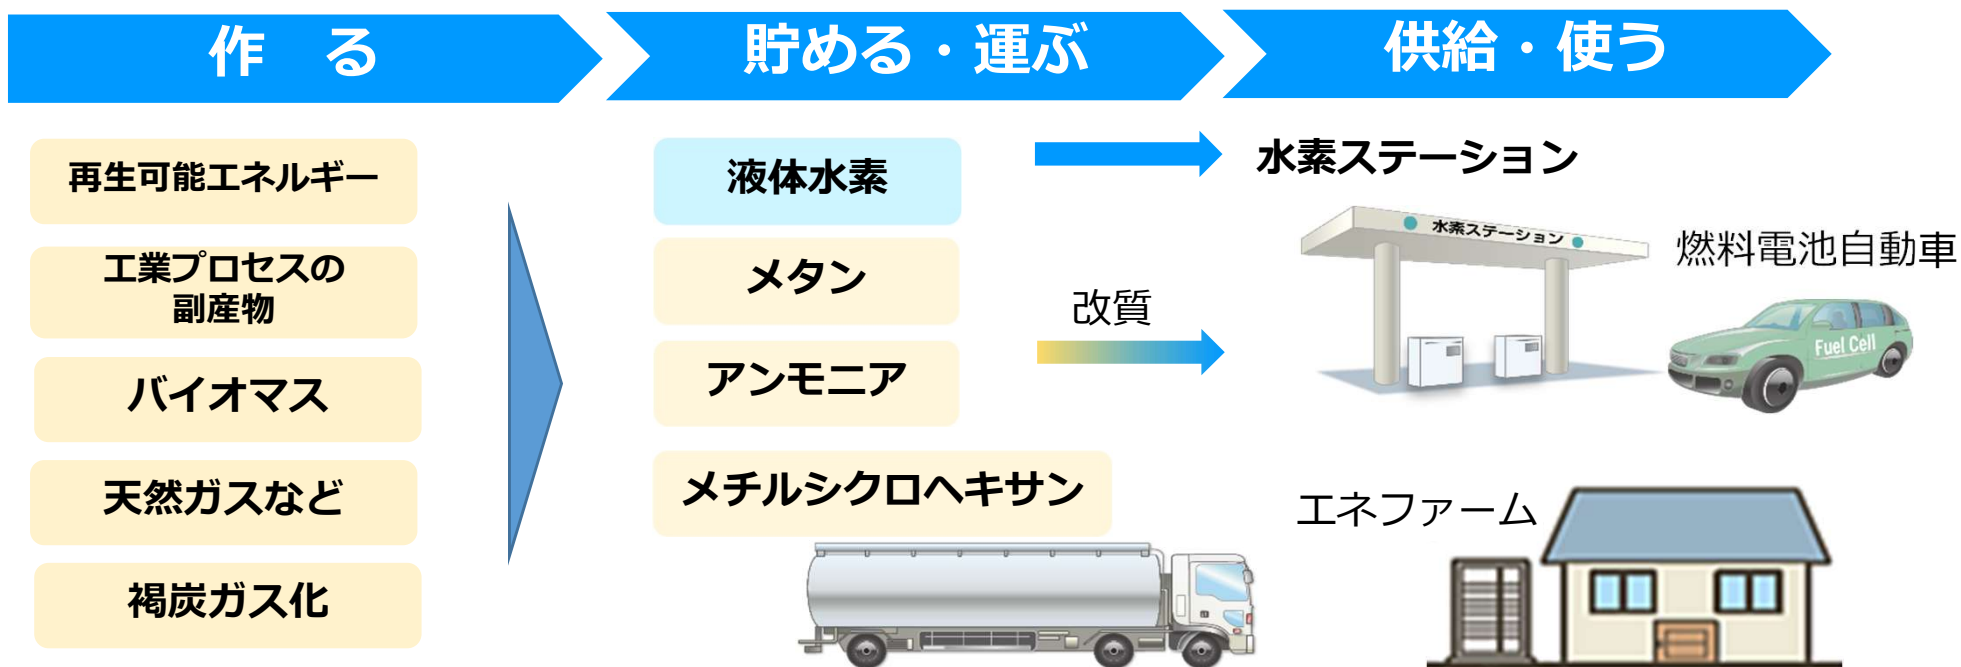 作　る
貯める・運ぶ
供給・使う
再生可能エネルギー
工業プロセスの
副産物
バイオマス
天然ガスなど
褐炭ガス化
液体水素
メタン
アンモニア
メチルシクロヘキサン
改質
水素ステーション
水素ステーション
燃料電池自動車
Fuel Cell
エネファーム